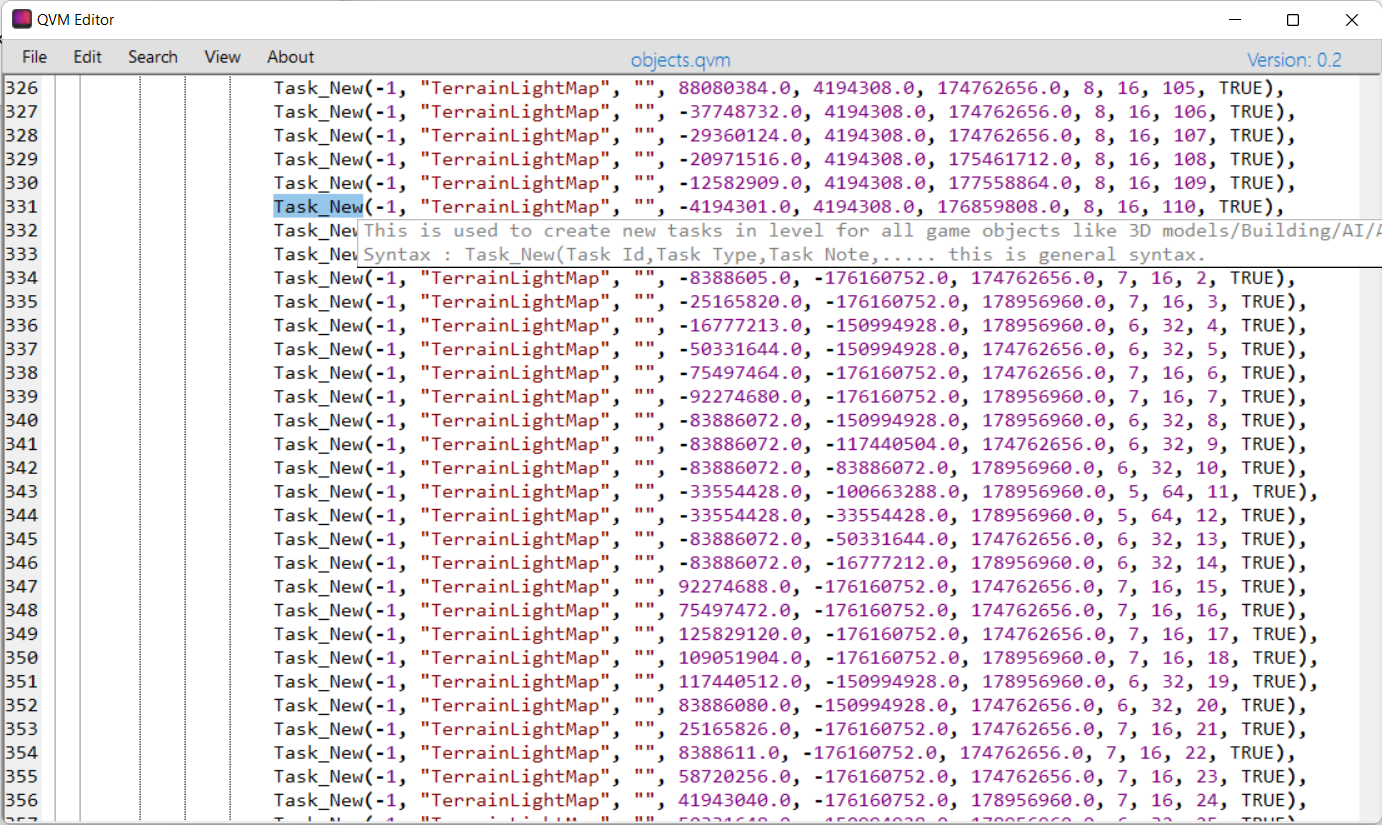 QVM Editor
File Edit Search View About objects.qvm Version: 0.2
326 Task_New(-1, "TerrainLightMap", "", 88080384.0, 4194308.0, 174762656.0, 8, 16, 105, TRUE),
327 Task_New(-1, "TerrainLightMap", "", -37748732.0, 4194308.0, 174762656.0, 8, 16, 106, TRUE),
328 Task_New(-1, "TerrainLightMap", "", -29360124.0, 4194308.0, 174762656.0, 8, 16, 107, TRUE),
329 Task_New(-1, "TerrainLightMap", "", -20971516.0, 4194308.0, 175461712.0, 8, 16, 108, TRUE),
330 Task_New(-1, "TerrainLightMap", "", -12582909.0, 4194308.0, 177558864.0, 8, 16, 109, TRUE),
331 Task_New(-1, "TerrainLightMap", "", -4194301.0, 4194308.0, 176859808.0, 8, 16, 110, TRUE),
332 Task_New This is used to create new tasks in level for all game objects like 3D models/Building/AI/
333 Task_New Syntax : Task_New(Task Id,Task Type,Task Note,..... this is general syntax.
334 Task_New(-1, "TerrainLightMap", "", -8388605.0, -176160752.0, 174762656.0, 7, 16, 2, TRUE),
335 Task_New(-1, "TerrainLightMap", "", -25165820.0, -176160752.0, 178956960.0, 7, 16, 3, TRUE),
336 Task_New(-1, "TerrainLightMap", "", -16777213.0, -150994928.0, 178956960.0, 6, 32, 4, TRUE),
337 Task_New(-1, "TerrainLightMap", "", -50331644.0, -150994928.0, 174762656.0, 6, 32, 5, TRUE),
338 Task_New(-1, "TerrainLightMap", "", -75497464.0, -176160752.0, 174762656.0, 7, 16, 6, TRUE),
339 Task_New(-1, "TerrainLightMap", "", -92274680.0, -176160752.0, 178956960.0, 7, 16, 7, TRUE),
340 Task_New(-1, "TerrainLightMap", "", -83886072.0, -150994928.0, 178956960.0, 6, 32, 8, TRUE),
341 Task_New(-1, "TerrainLightMap", "", -83886072.0, -117440504.0, 174762656.0, 6, 32, 9, TRUE),
342 Task_New(-1, "TerrainLightMap", "", -83886072.0, -83886072.0, 178956960.0, 6, 32, 10, TRUE),
343 Task_New(-1, "TerrainLightMap", "", -33554428.0, -100663288.0, 178956960.0, 5, 64, 11, TRUE),
344 Task_New(-1, "TerrainLightMap", "", -33554428.0, -33554428.0, 178956960.0, 5, 64, 12, TRUE),
345 Task_New(-1, "TerrainLightMap", "", -83886072.0, -50331644.0, 174762656.0, 6, 32, 13, TRUE),
346 Task_New(-1, "TerrainLightMap", "", -83886072.0, -16777212.0, 178956960.0, 6, 32, 14, TRUE),
347 Task_New(-1, "TerrainLightMap", "", 92274688.0, -176160752.0, 174762656.0, 7, 16, 15, TRUE),
348 Task_New(-1, "TerrainLightMap", "", 75497472.0, -176160752.0, 174762656.0, 7, 16, 16, TRUE),
349 Task_New(-1, "TerrainLightMap", "", 125829120.0, -176160752.0, 174762656.0, 7, 16, 17, TRUE),
350 Task_New(-1, "TerrainLightMap", "", 109051904.0, -176160752.0, 178956960.0, 7, 16, 18, TRUE),
351 Task_New(-1, "TerrainLightMap", "", 117440512.0, -150994928.0, 178956960.0, 6, 32, 19, TRUE),
352 Task_New(-1, "TerrainLightMap", "", 83886080.0, -150994928.0, 174762656.0, 6, 32, 20, TRUE),
353 Task_New(-1, "TerrainLightMap", "", 25165826.0, -176160752.0, 174762656.0, 7, 16, 21, TRUE),
354 Task_New(-1, "TerrainLightMap", "", 8388611.0, -176160752.0, 174762656.0, 7, 16, 22, TRUE),
355 Task_New(-1, "TerrainLightMap", "", 58720256.0, -176160752.0, 174762656.0, 7, 16, 23, TRUE),
356 Task_New(-1, "TerrainLightMap", "", 41943040.0, -176160752.0, 178956960.0, 7, 16, 24, TRUE),